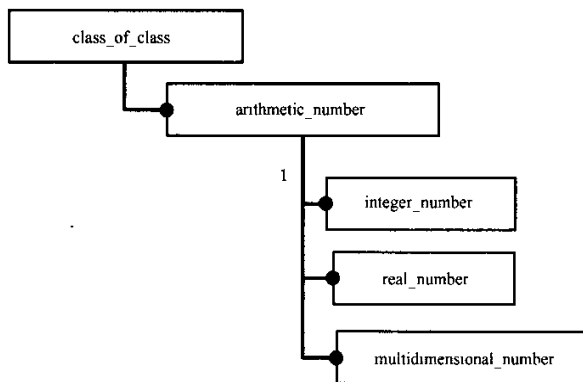 class_of_class
arithmetic_number
1
integer_number
real_number
multidimensional_number